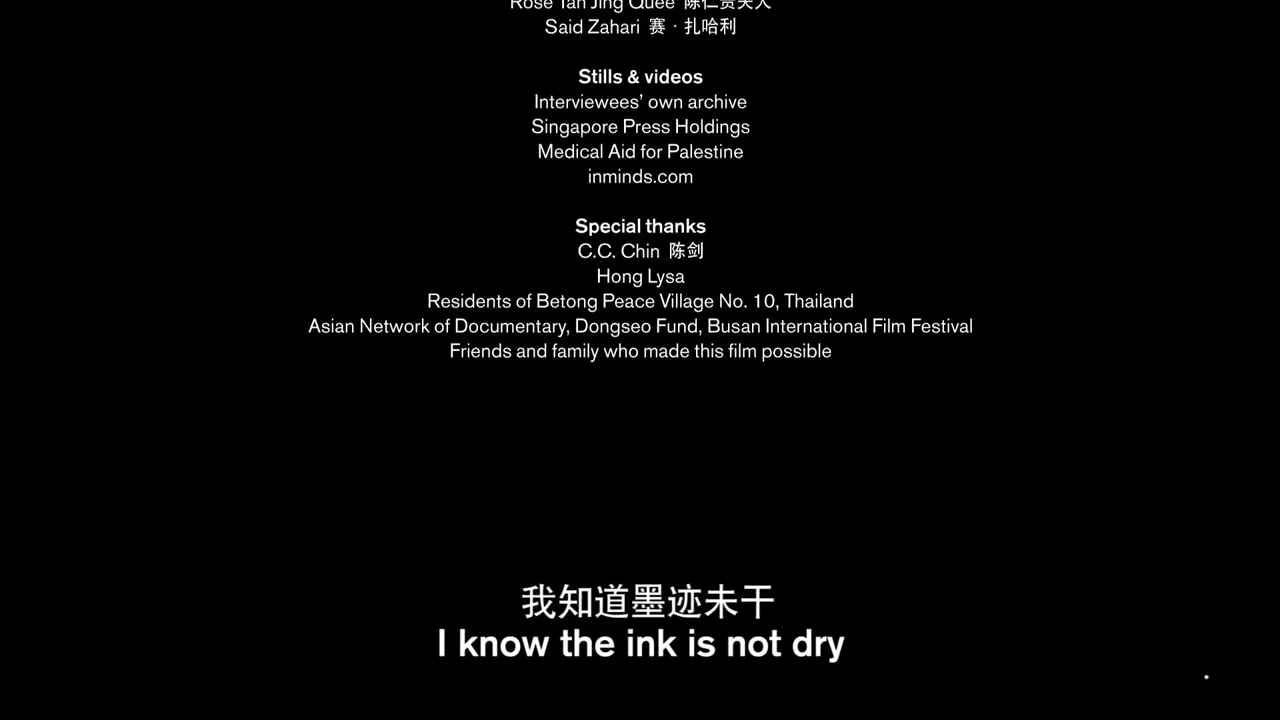 Rose Tan Jing Quee 陈仁贵夫人
Said Zahari 赛·扎哈利
Stills & videos
Interviewees’ own archive
Singapore Press Holdings
Medical Aid for Palestine
inminds.com
Special thanks
C.C. Chin 陈剑
Hong Lysa
Residents of Betong Peace Village No. 10, Thailand
Asian Network of Documentary, Dongseo Fund, Busan International Film Festival
Friends and family who made this film possible
我知道墨迹未干
I know the ink is not dry